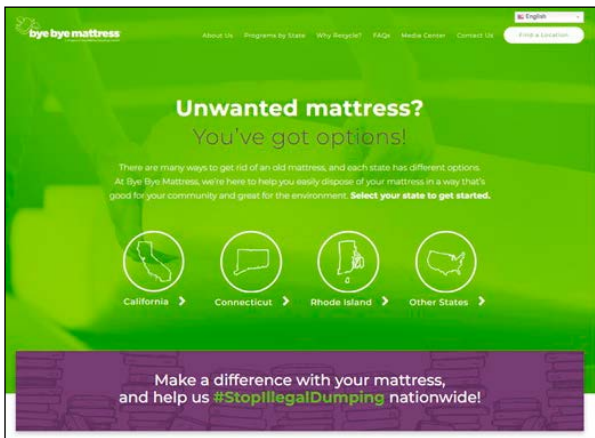 English
bye bye mattress
About Us Programs by State Why Recycle? FAQs Media Center Contact Us Find a Location
Unwanted mattress?
You've got options!
There are many ways to get rid of an old mattress, and each state has different options.
At Bye Bye Mattress, we're here to help you easily dispose of your mattress in a way that's
good for your community and great for the environment. Select your state to get started.
California Connecticut Rhode Island Other States
Make a difference with your mattress,
and help us #StopIllegalDumping nationwide!